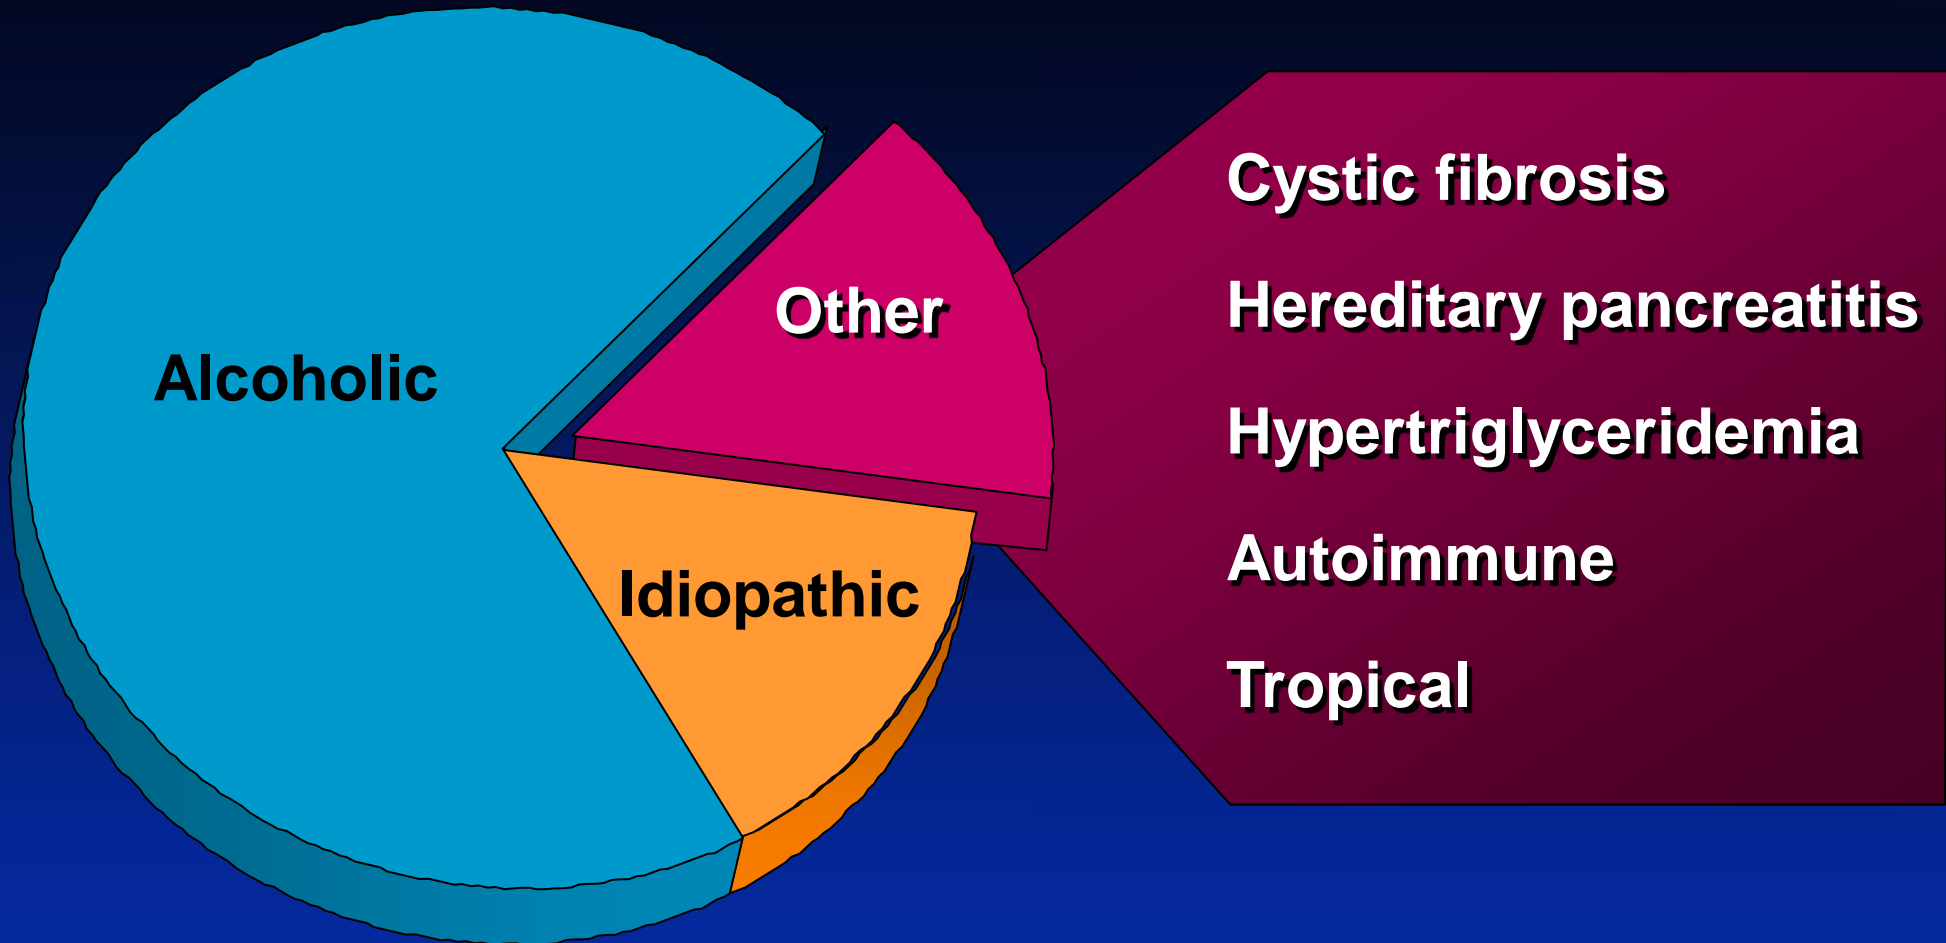 Alcoholic
Other
Idiopathic
Cystic fibrosis
Hereditary pancreatitis
Hypertriglyceridemia
Autoimmune
Tropical